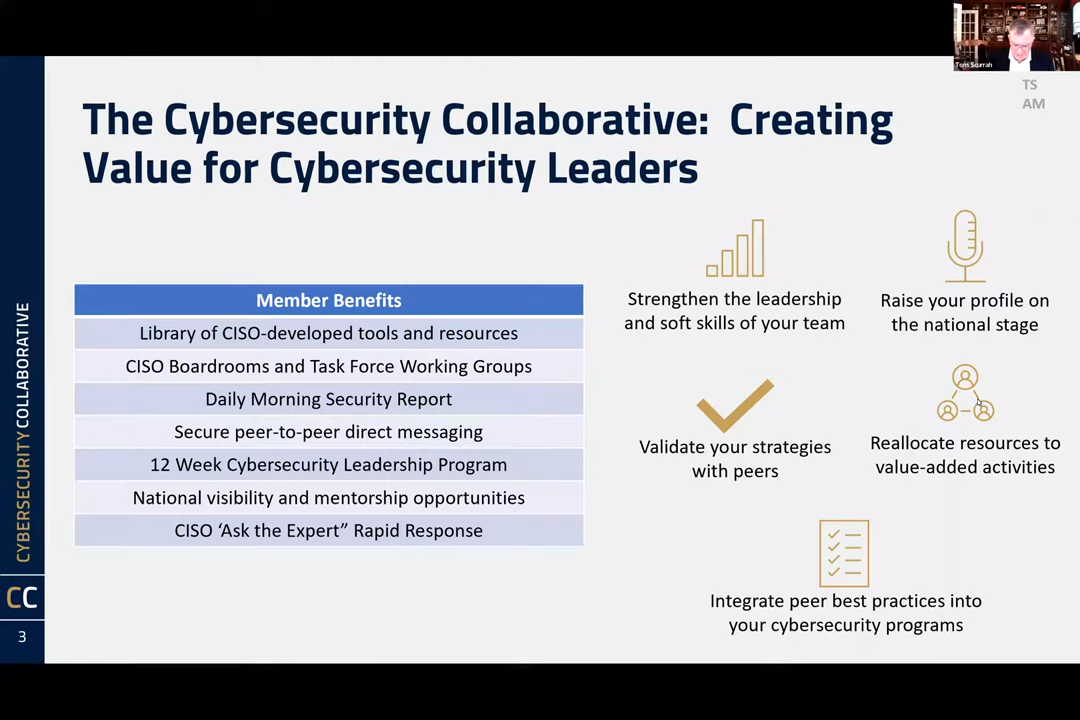 Tom Scurrah
TS
AM
The Cybersecurity Collaborative:  Creating
Value for Cybersecurity Leaders
Member Benefits
Library of CISO-developed tools and resources
CISO Boardrooms and Task Force Working Groups
Daily Morning Security Report
Secure peer-to-peer direct messaging
12 Week Cybersecurity Leadership Program
National visibility and mentorship opportunities
CISO ‘Ask the Expert” Rapid Response
Strengthen the leadership
and soft skills of your team
Raise your profile on
the national stage
Validate your strategies
with peers
Reallocate resources to
value-added activities
Integrate peer best practices into
your cybersecurity programs
CYBERSECURITY COLLABORATIVE
CC
3